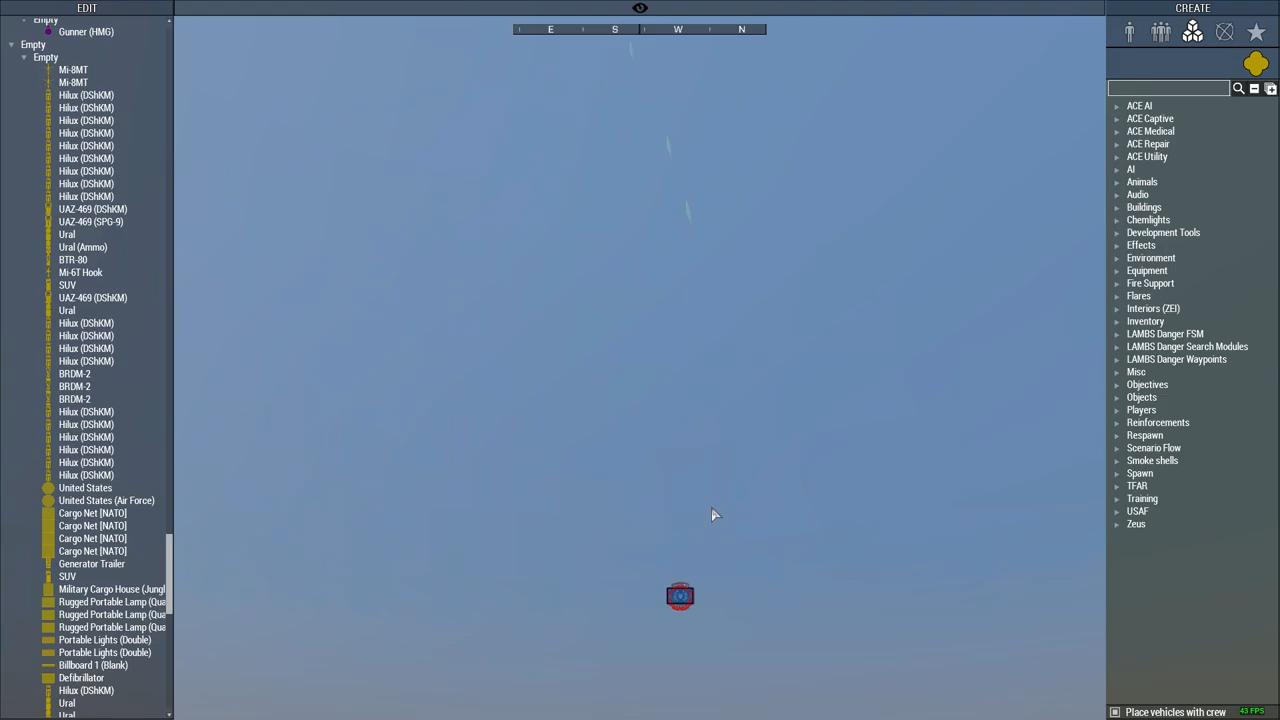 EDIT
CREATE
Empty
Gunner (HMG)
Empty
Empty
Mi-8MT
Mi-8MT
Hilux (DShKM)
Hilux (DShKM)
Hilux (DShKM)
Hilux (DShKM)
Hilux (DShKM)
Hilux (DShKM)
Hilux (DShKM)
Hilux (DShKM)
Hilux (DShKM)
UAZ-469 (DShKM)
UAZ-469 (SPG-9)
Ural
Ural (Ammo)
BTR-80
Mi-6T Hook
SUV
UAZ-469 (DShKM)
Ural
Hilux (DShKM)
Hilux (DShKM)
Hilux (DShKM)
Hilux (DShKM)
BRDM-2
BRDM-2
BRDM-2
Hilux (DShKM)
Hilux (DShKM)
Hilux (DShKM)
Hilux (DShKM)
Hilux (DShKM)
Hilux (DShKM)
United States
United States (Air Force)
Cargo Net [NATO]
Cargo Net [NATO]
Cargo Net [NATO]
Cargo Net [NATO]
Generator Trailer
SUV
Military Cargo House (Jungl
Rugged Portable Lamp (Qua
Rugged Portable Lamp (Qua
Rugged Portable Lamp (Qua
Portable Lights (Double)
Portable Lights (Double)
Billboard 1 (Blank)
Defibrillator
Hilux (DShKM)
Ural
Ural
E S W N
ACE AI
ACE Captive
ACE Medical
ACE Repair
ACE Utility
AI
Animals
Audio
Buildings
Chemlights
Development Tools
Effects
Environment
Equipment
Fire Support
Flares
Interiors (ZEI)
Inventory
LAMBS Danger FSM
LAMBS Danger Search Modules
LAMBS Danger Waypoints
Misc
Objectives
Objects
Players
Reinforcements
Respawn
Scenario Flow
Smoke shells
Spawn
TFAR
Training
USAF
Zeus
Place vehicles with crew
43 FPS